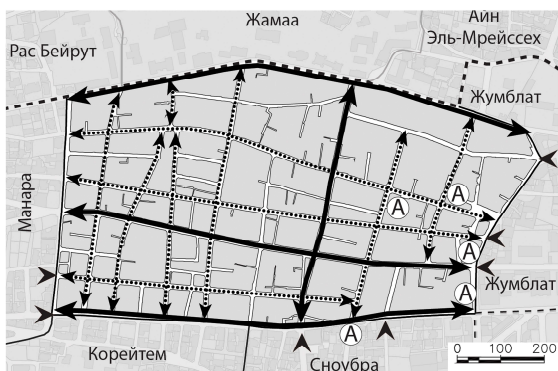 Жамаа
Айн
Эль-Мрейссех
Рас Бейрут
Жумблат
Манара
A
A
A
A
Жумблат
A
Корейтем
Сноубра
0 100 200